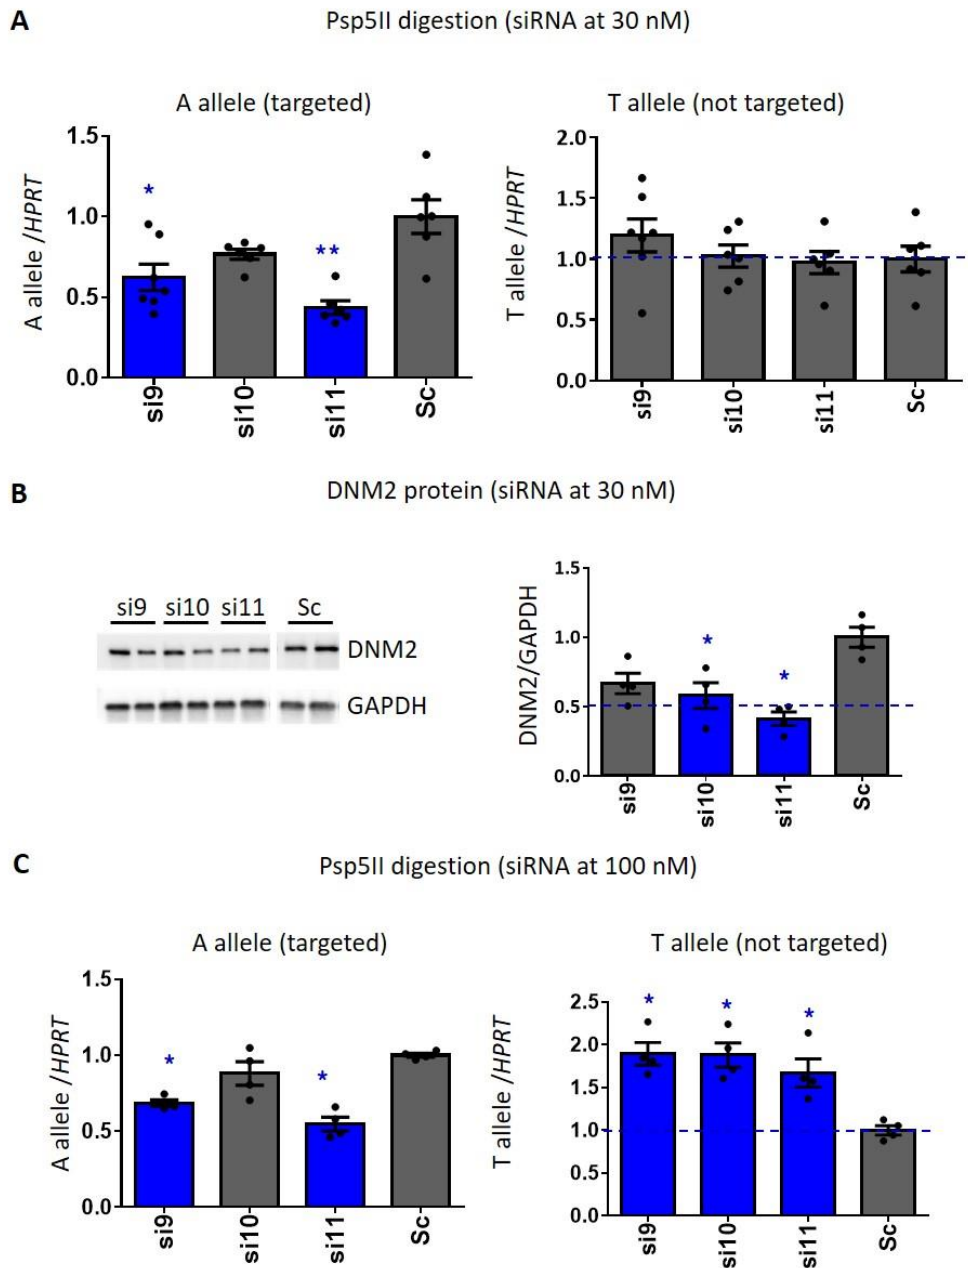 A
Psp5II digestion (siRNA at 30 nM)
A allele (targeted)
T allele (not targeted)
A allele /HPRT
1.5
1.0
0.5
0.0
*
**
si9
si10
si11
Sc
T allele /HPRT
2.0
1.5
1.0
0.5
0.0
si9
si10
si11
Sc
B
DNM2 protein (siRNA at 30 nM)
si9 si10 si11 Sc
DNM2
GAPDH
DNM2/GAPDH
1.5
1.0
0.5
0.0
*
*
si9
si10
si11
Sc
C
Psp5II digestion (siRNA at 100 nM)
A allele (targeted)
T allele (not targeted)
A allele /HPRT
1.5
1.0
0.5
0.0
*
*
si9
si10
si11
Sc
T allele /HPRT
2.5
2.0
1.5
1.0
0.5
0.0
*
*
*
si9
si10
si11
Sc